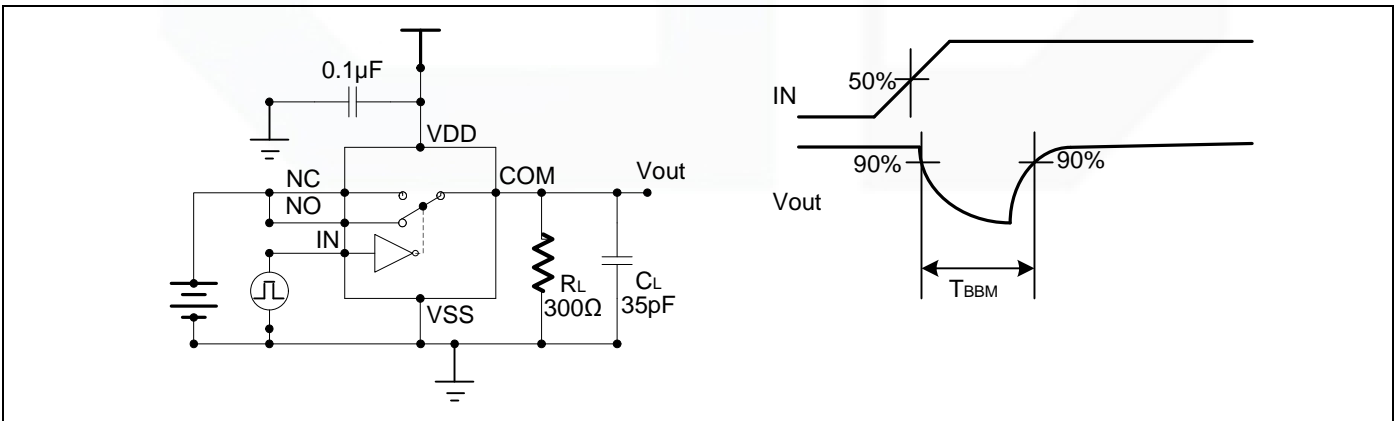 0.1µF
VDD
NC
NO
IN
COM
Vout
RL
300Ω
CL
35pF
VSS
IN
50%
90%
90%
Vout
TBBM